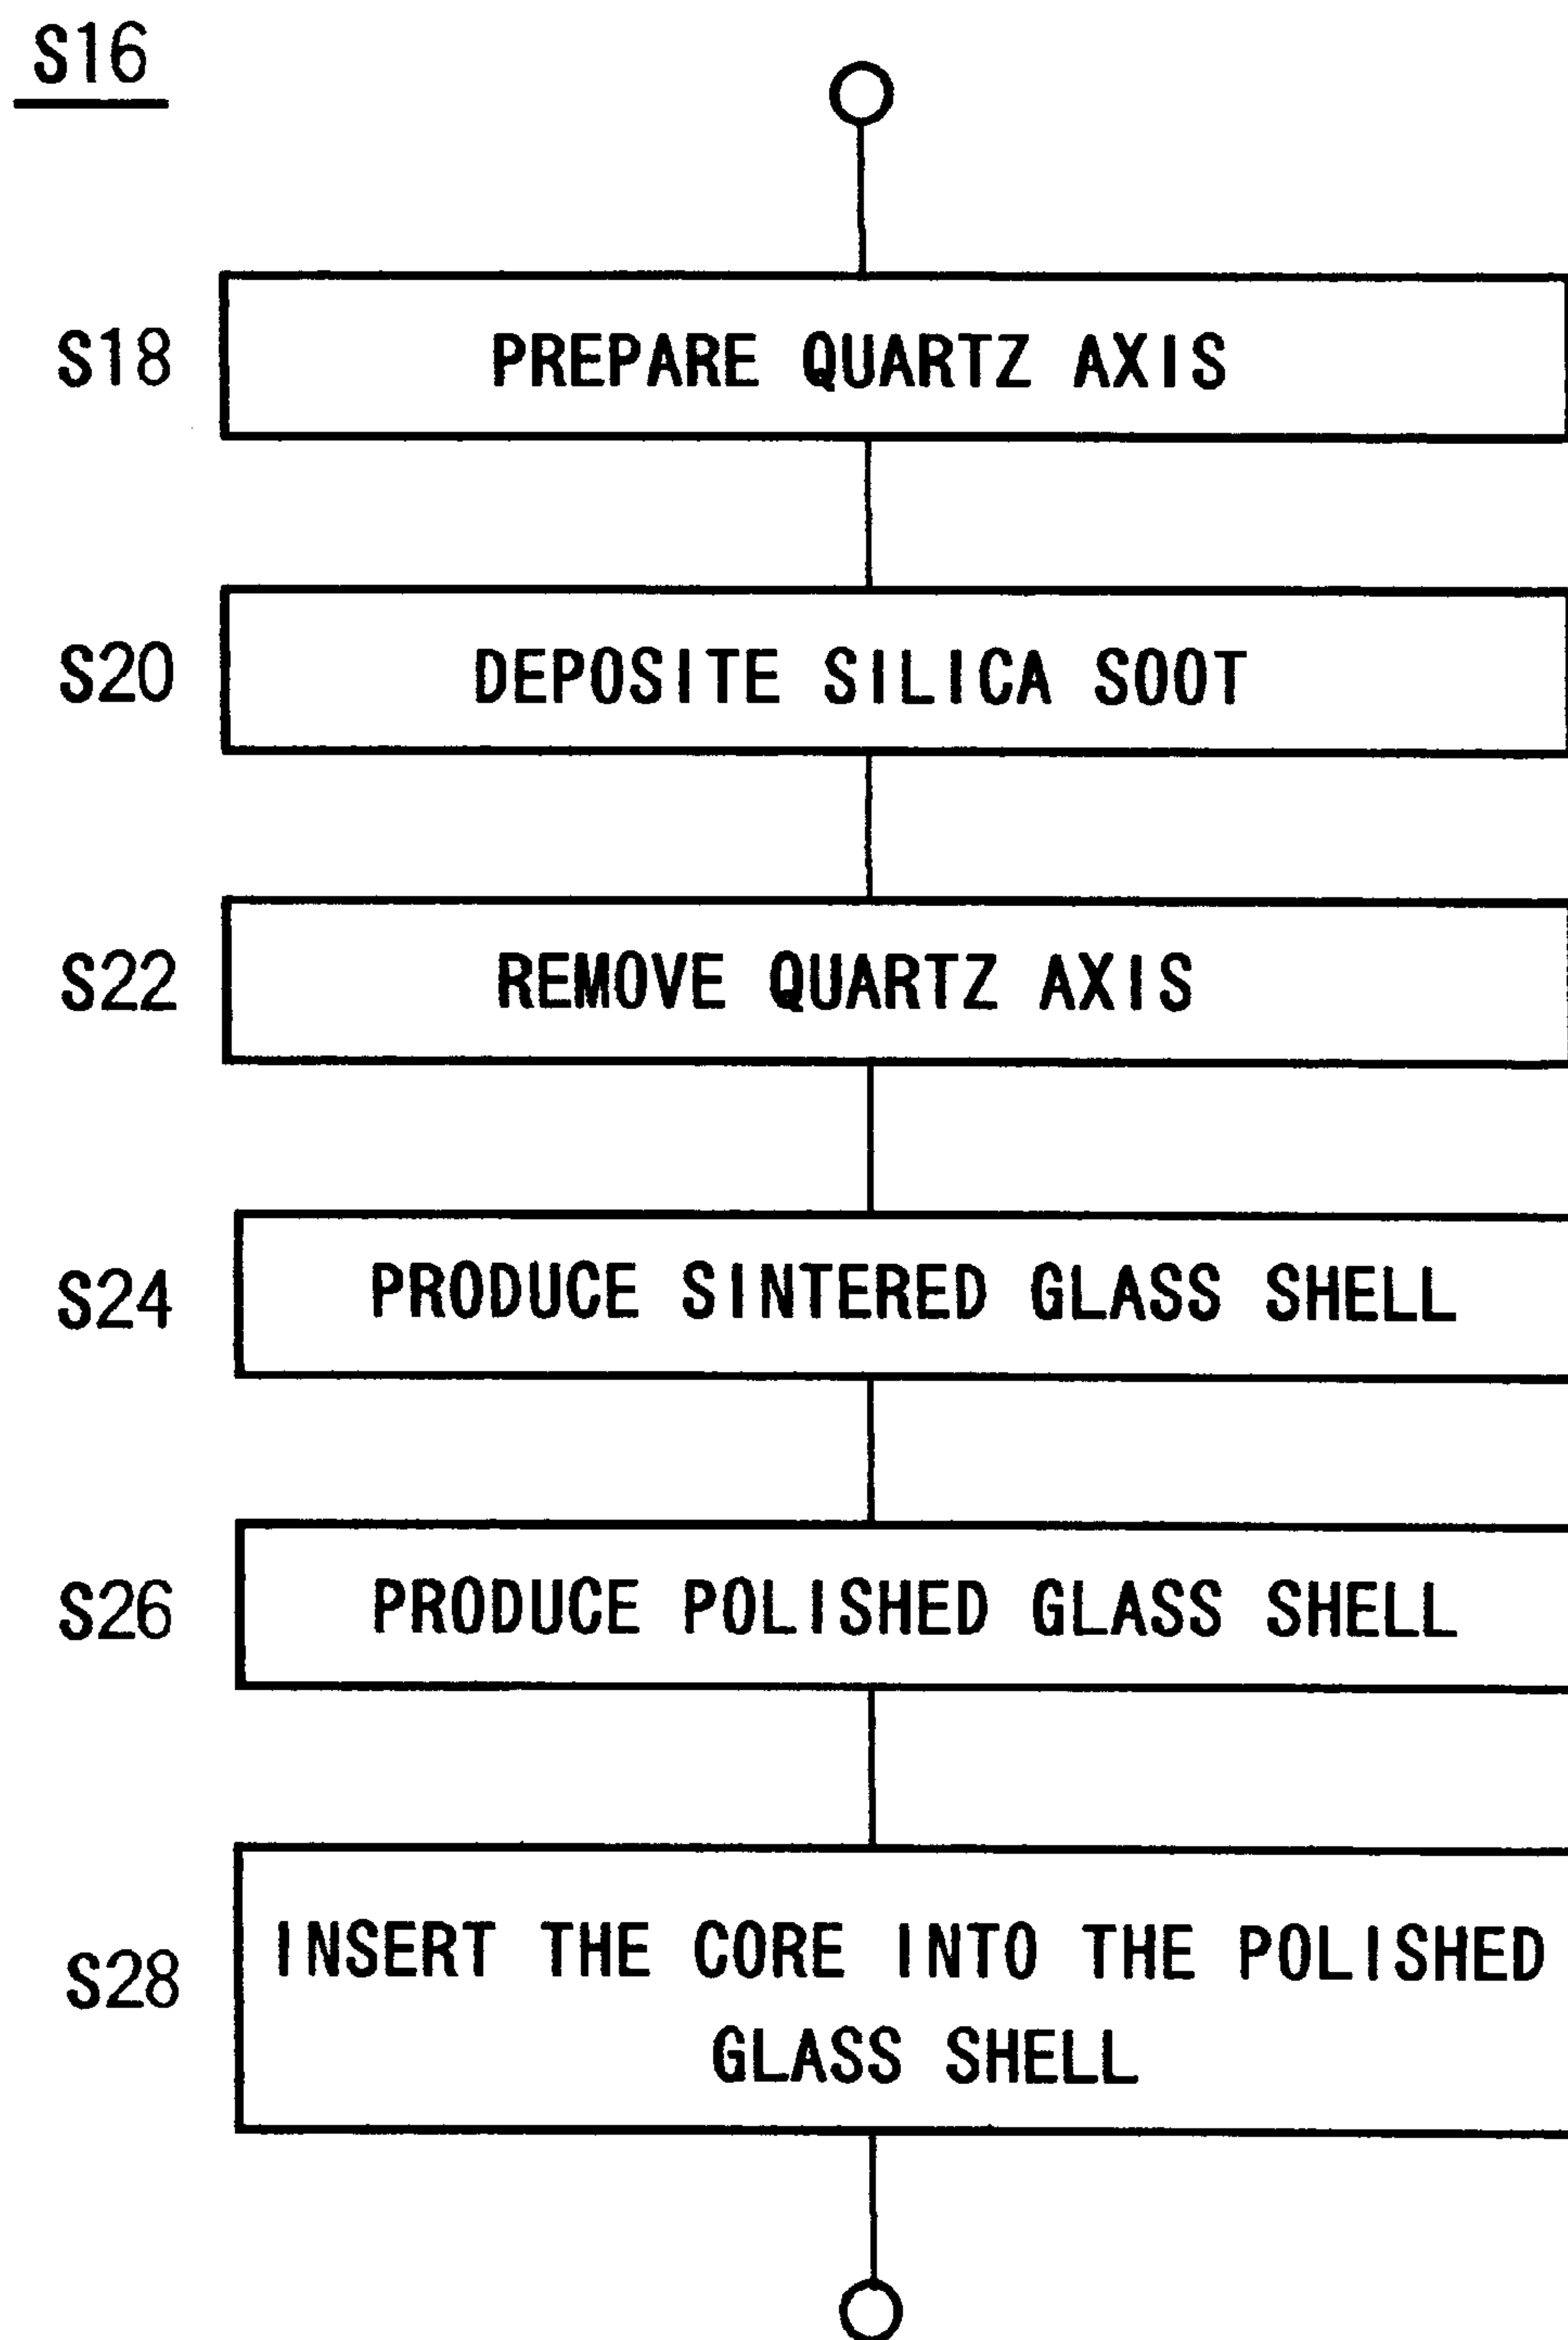 S16
S18 PREPARE QUARTZ AXIS
S20 DEPOSITE SILICA SOOT
S22 REMOVE QUARTZ AXIS
S24 PRODUCE SINTERED GLASS SHELL
S26 PRODUCE POLISHED GLASS SHELL
S28 INSERT THE CORE INTO THE POLISHED
GLASS SHELL